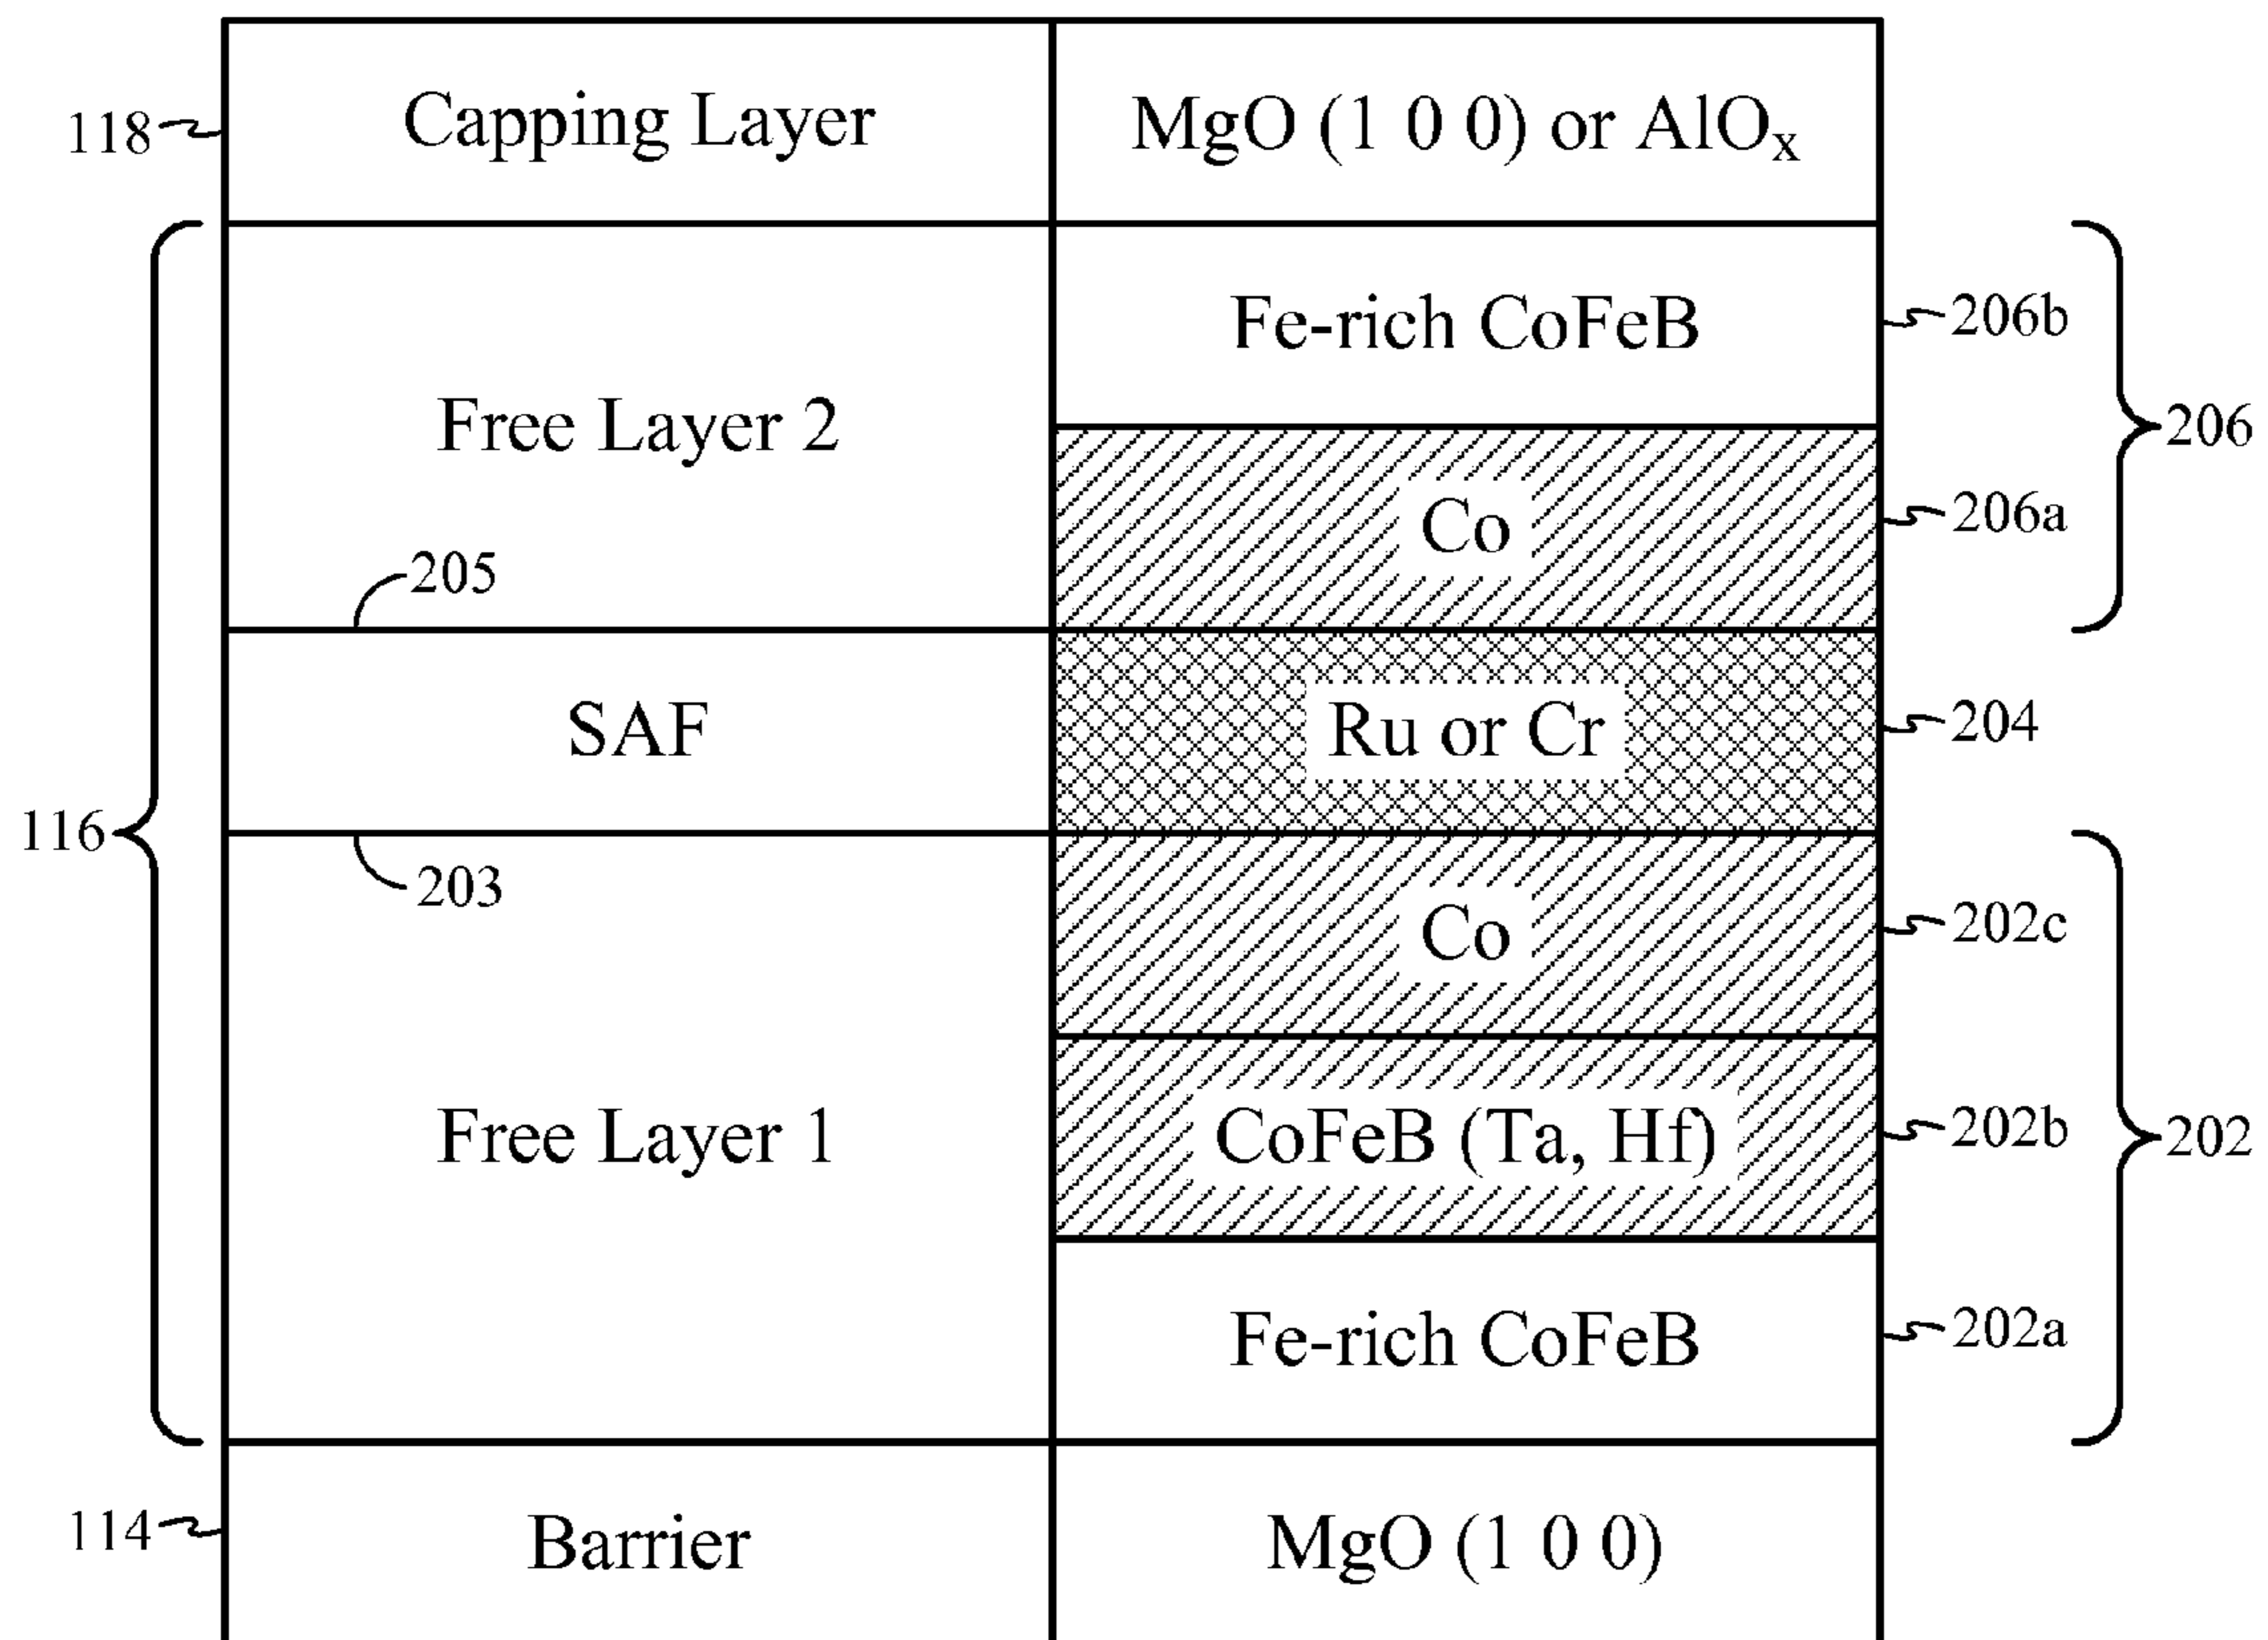 118
Capping Layer
MgO (1 0 0) or AlOₓ
Fe-rich CoFeB
206b
Free Layer 2
206
Co
206a
205
SAF
Ru or Cr
204
116
203
Co
202c
Free Layer 1
CoFeB (Ta, Hf)
202b
202
Fe-rich CoFeB
202a
114
Barrier
MgO (1 0 0)